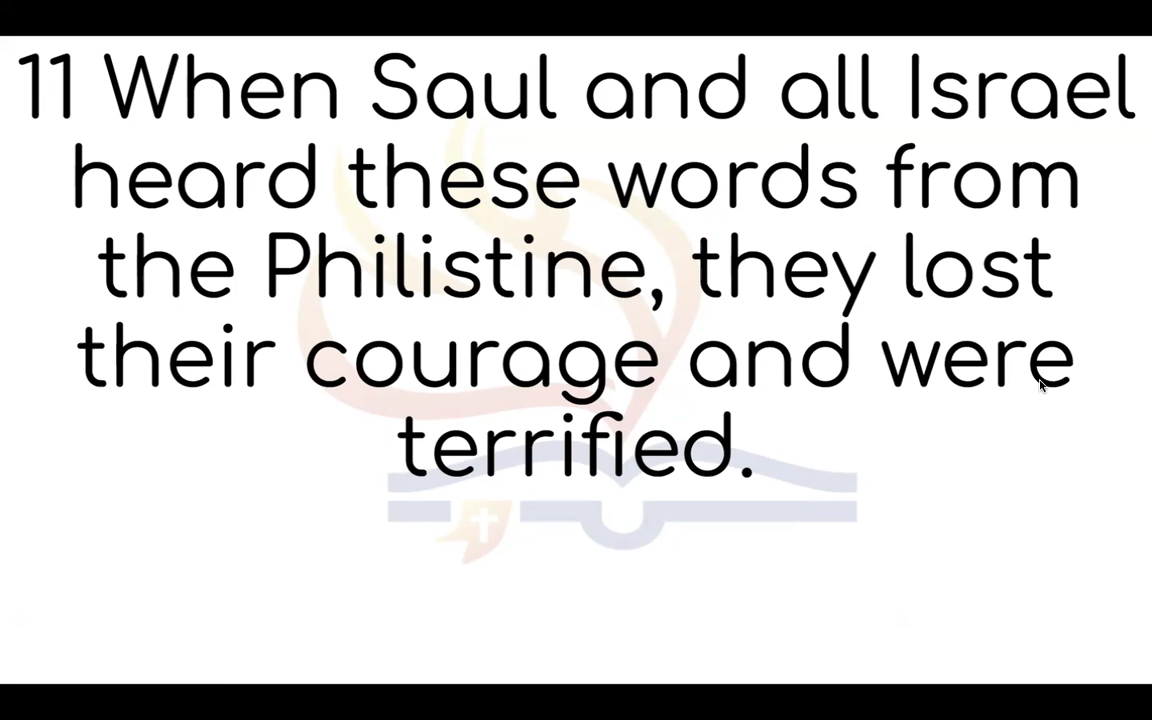 11 When Saul and all Israel
heard these words from
the Philistine, they lost
their courage and were
terrified.